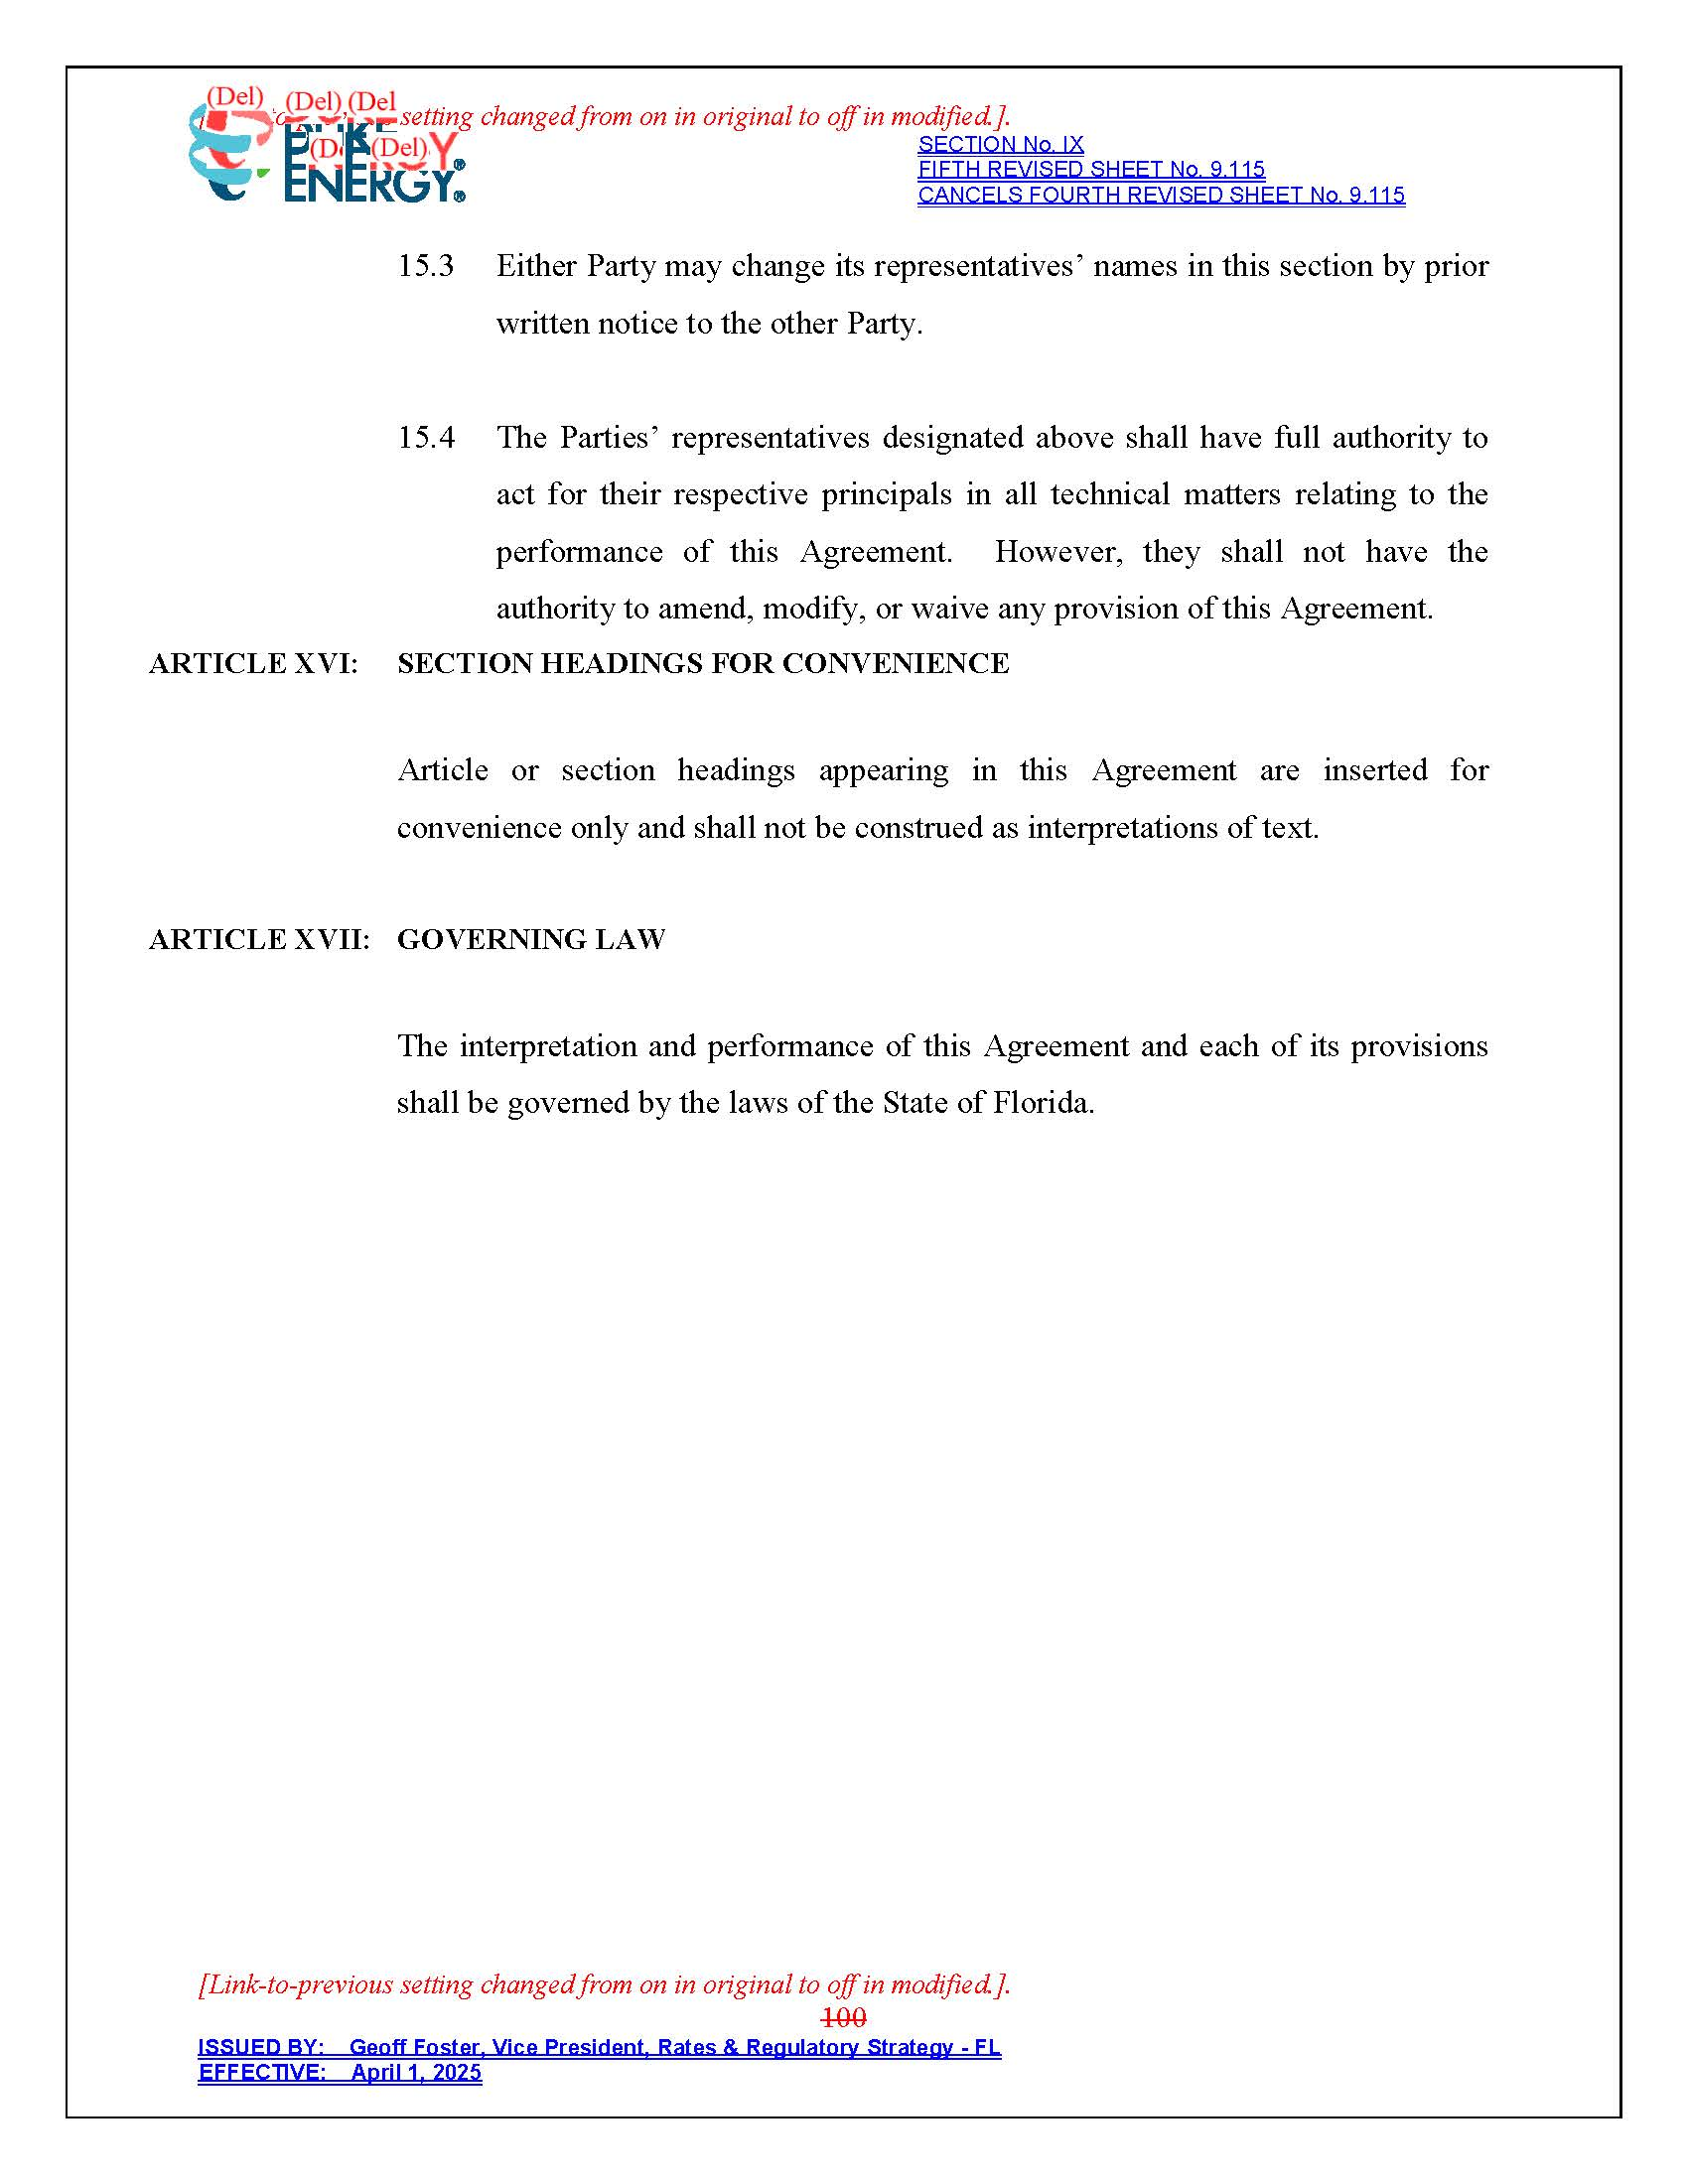 (Del) (Del) (Del
setting changed from on in original to off in modified.].
(Del)
ENERGY®
SECTION No. IX
FIFTH REVISED SHEET No. 9.115
CANCELS FOURTH REVISED SHEET No. 9.115
15.3 Either Party may change its representatives’ names in this section by prior
written notice to the other Party.
15.4 The Parties’ representatives designated above shall have full authority to
act for their respective principals in all technical matters relating to the
performance of this Agreement. However, they shall not have the
authority to amend, modify, or waive any provision of this Agreement.
ARTICLE XVI: SECTION HEADINGS FOR CONVENIENCE
Article or section headings appearing in this Agreement are inserted for
convenience only and shall not be construed as interpretations of text.
ARTICLE XVII: GOVERNING LAW
The interpretation and performance of this Agreement and each of its provisions
shall be governed by the laws of the State of Florida.
[Link-to-previous setting changed from on in original to off in modified.].
100
ISSUED BY: Geoff Foster, Vice President, Rates & Regulatory Strategy - FL
EFFECTIVE: April 1, 2025